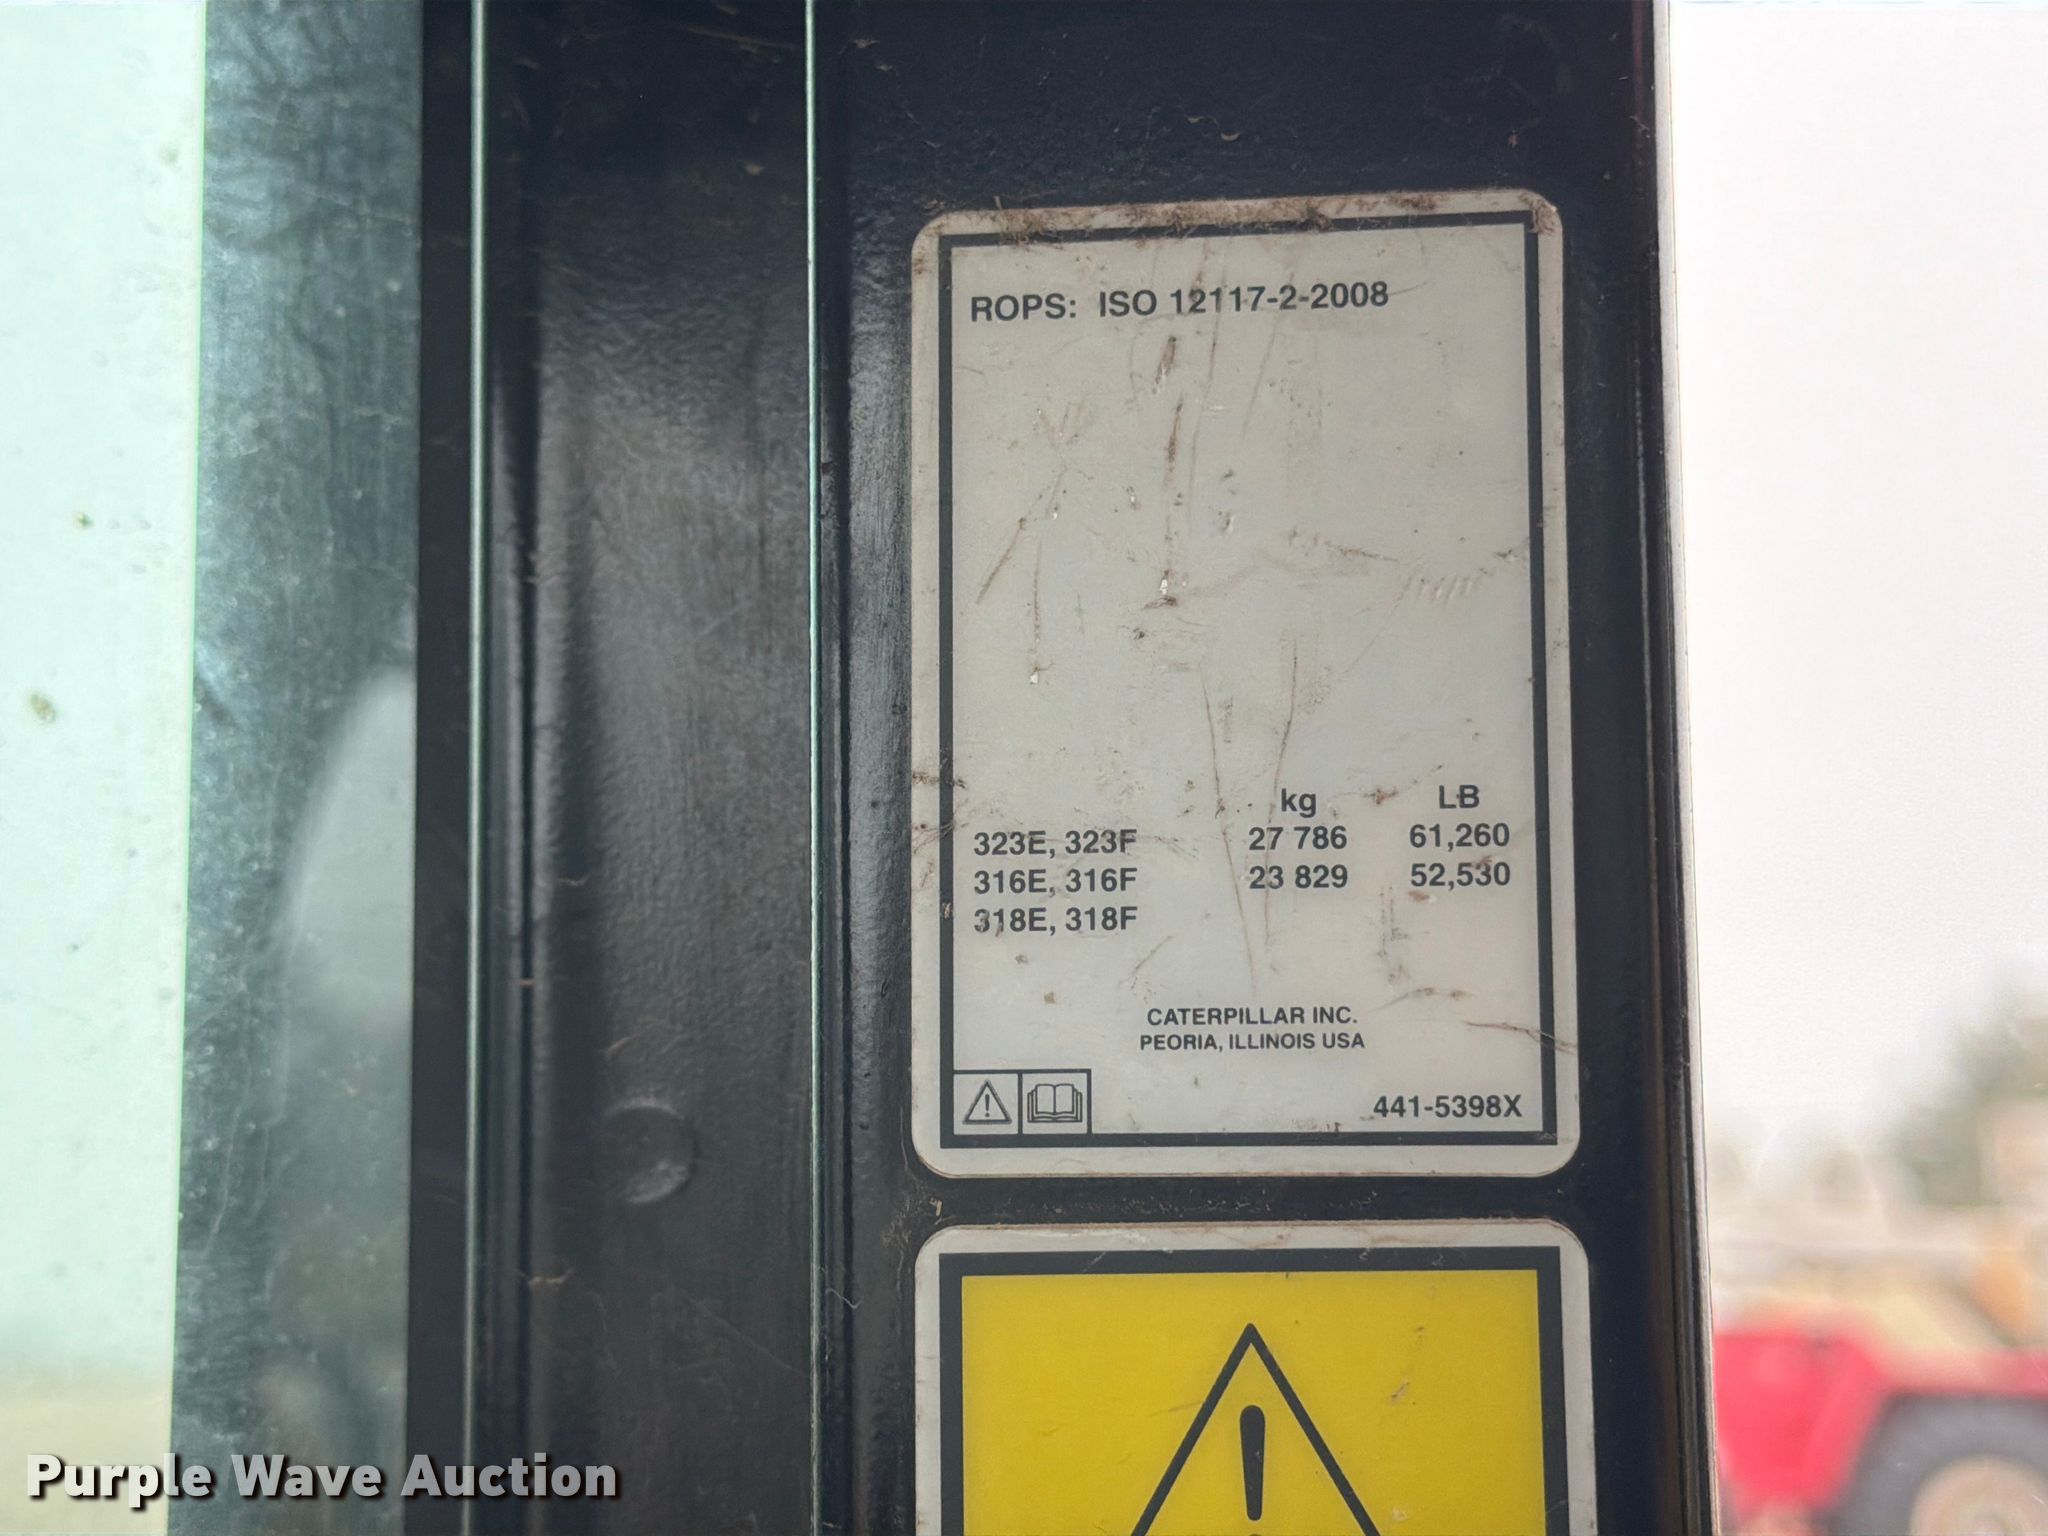 ROPS: ISO 12117-2-2008
kg LB
323E, 323F 27 786 61,260
316E, 316F 23 829 52,530
318E, 318F
CATERPILLAR INC.
PEORIA, ILLINOIS USA
441-5398X
Purple Wave Auction